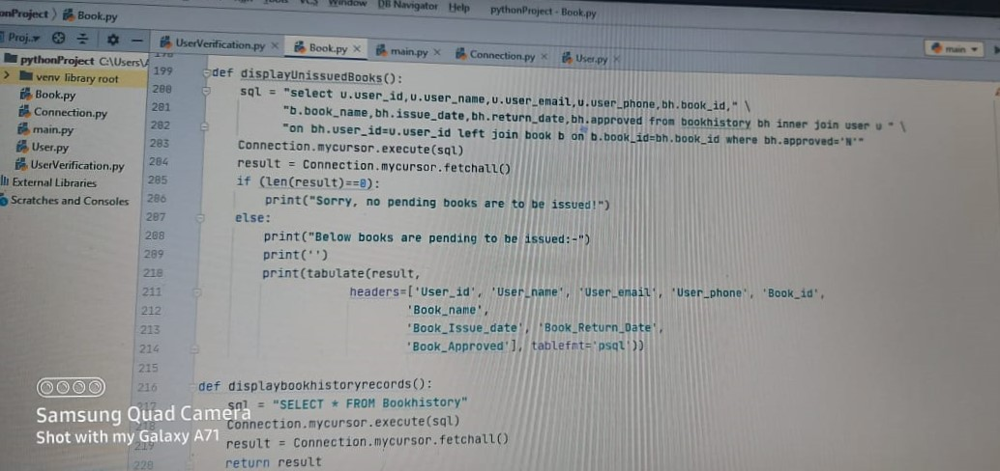 onProject > Book.py
VCS Window DB Navigator Help pythonProject - Book.py
Proj..
UserVerification.py × Book.py × main.py × Connection.py × User.py ×
main
pythonProject C:\Users\A
venv library root
Book.py
Connection.py
main.py
User.py
UserVerification.py
External Libraries
Scratches and Consoles
199 def displayUnissuedBooks():
200 sql = "select u.user_id,u.user_name,u.user_email,u.user_phone,bh.book_id," \
201 "b.book_name,bh.issue_date,bh.return_date,bh.approved from bookhistory bh inner join user u " \
202 "on bh.user_id=u.user_id left join book b on b.book_id=bh.book_id where bh.approved='N'"
203 Connection.mycursor.execute(sql)
204 result = Connection.mycursor.fetchall()
205 if (len(result)==0):
206 print("Sorry, no pending books are to be issued!")
207 else:
208 print("Below books are pending to be issued:-")
209 print('')
210 print(tabulate(result,
211 headers=['User_id', 'User_name', 'User_email', 'User_phone', 'Book_id',
212 'Book_name',
213 'Book_Issue_date', 'Book_Return_Date',
214 'Book_Approved'], tablefmt='psql'))
215
216 def displaybookhistoryrecords():
217 sql = "SELECT * FROM Bookhistory"
218 Connection.mycursor.execute(sql)
219 result = Connection.mycursor.fetchall()
220 return result
Samsung Quad Camera
Shot with my Galaxy A71